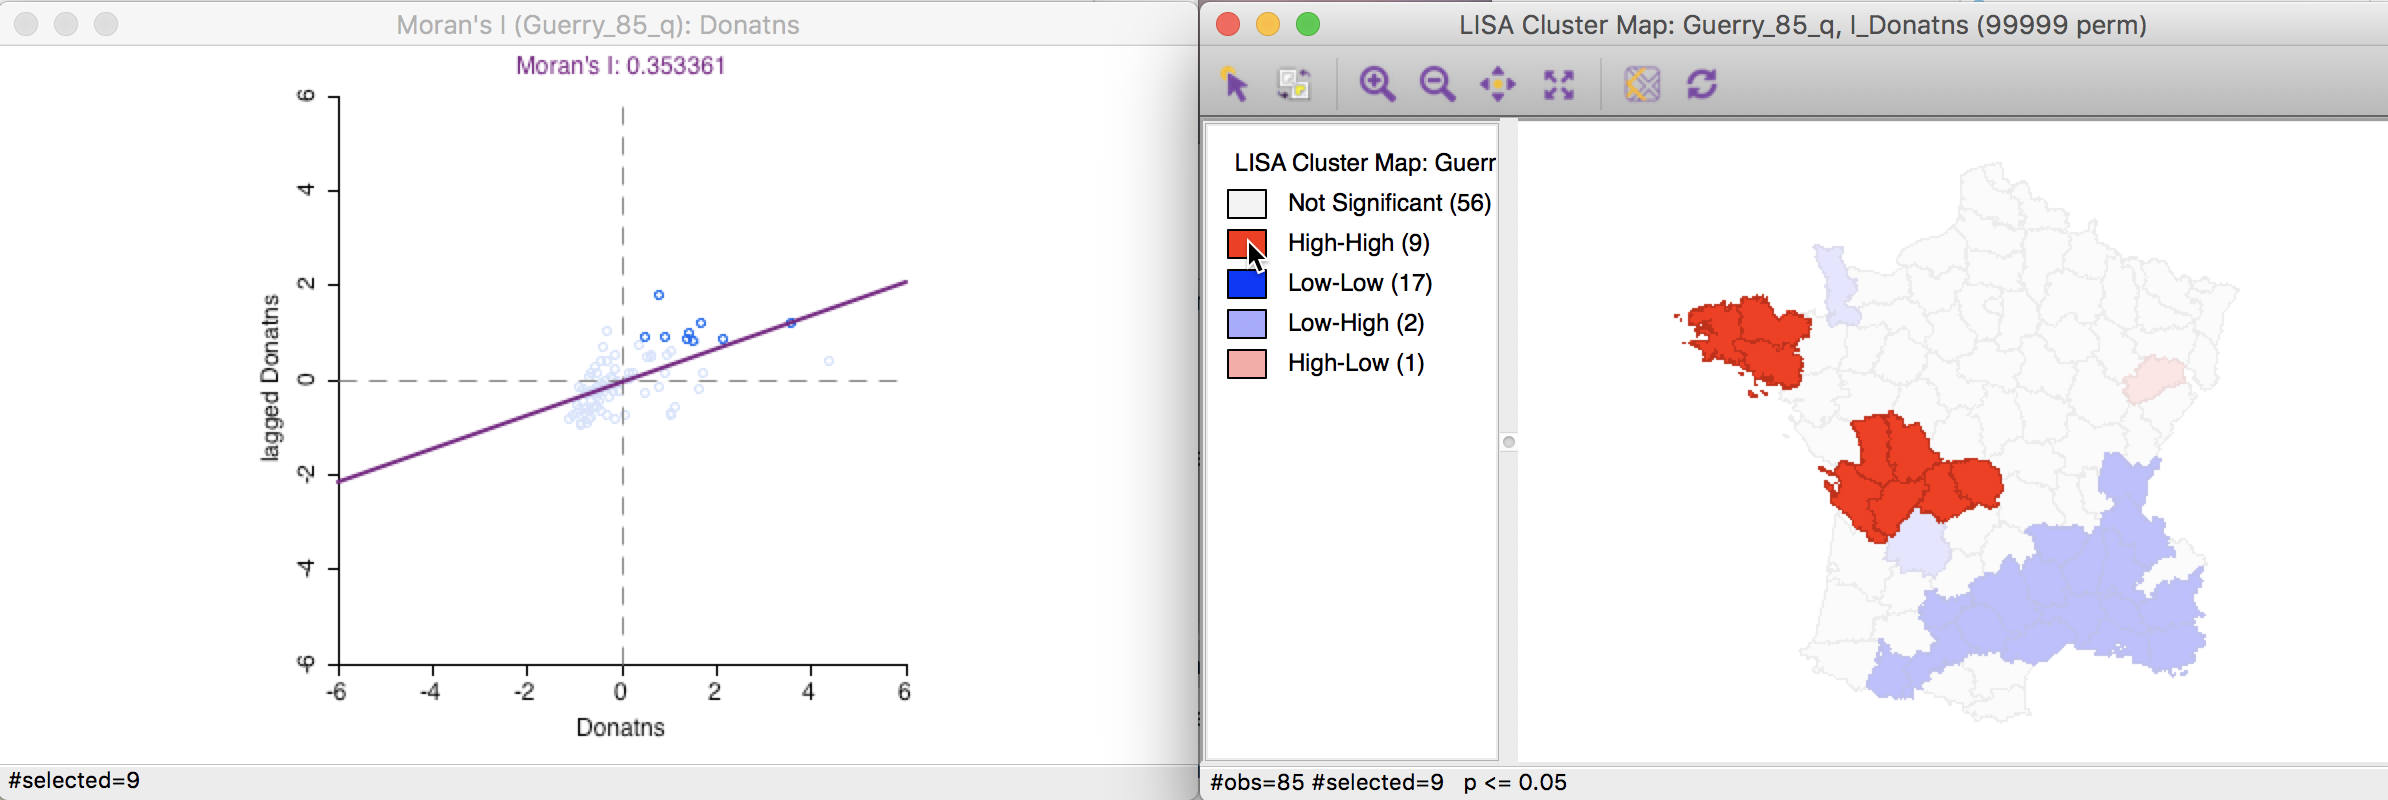 Moran's I (Guerry_85_q): Donatns
Moran's I: 0.353361
6
4
2
0
-2
-4
-6
lagged Donatns
-6 -4 -2 0 2 4 6
Donatns
#selected=9
LISA Cluster Map: Guerry_85_q, I_Donatns (99999 perm)
LISA Cluster Map: Guerr
Not Significant (56)
High-High (9)
Low-Low (17)
Low-High (2)
High-Low (1)
#obs=85 #selected=9 p <= 0.05